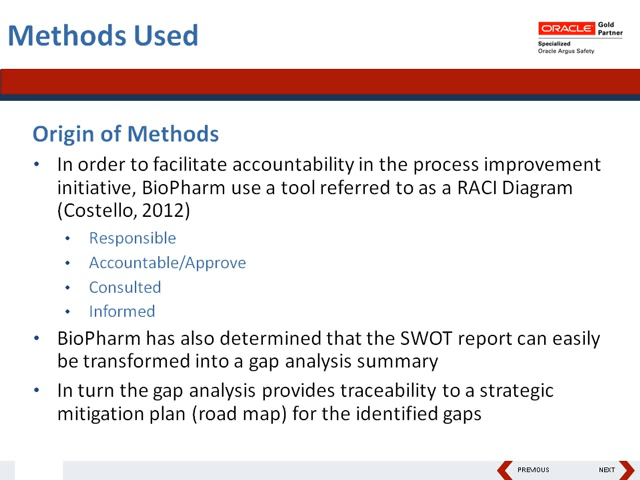 Methods Used
ORACLE Gold
Partner
Specialized
Oracle Argus Safety
Origin of Methods
• In order to facilitate accountability in the process improvement
initiative, BioPharm use a tool referred to as a RACI Diagram
(Costello, 2012)
• Responsible
• Accountable/Approve
• Consulted
• Informed
• BioPharm has also determined that the SWOT report can easily
be transformed into a gap analysis summary
• In turn the gap analysis provides traceability to a strategic
mitigation plan (road map) for the identified gaps
PREVIOUS NEXT